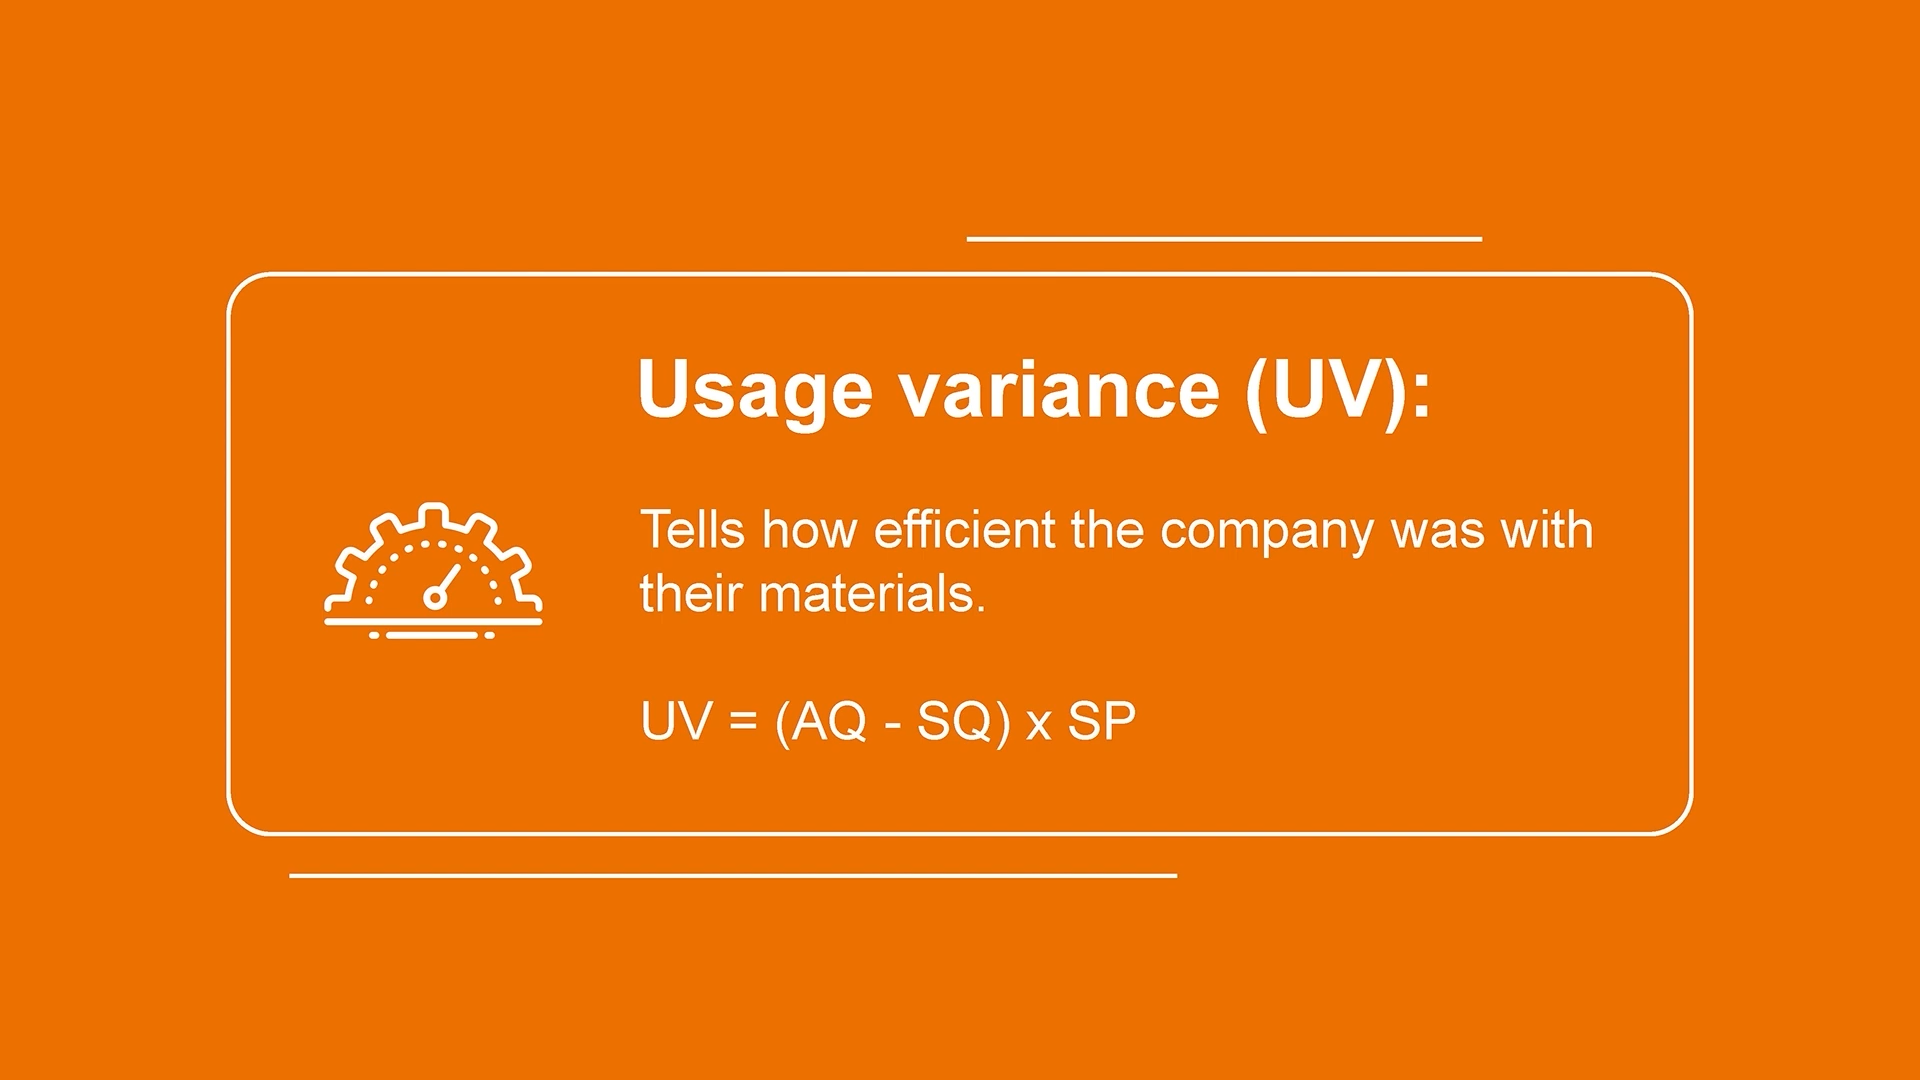 Usage variance (UV):
Tells how efficient the company was with
their materials.
UV = (AQ - SQ) x SP